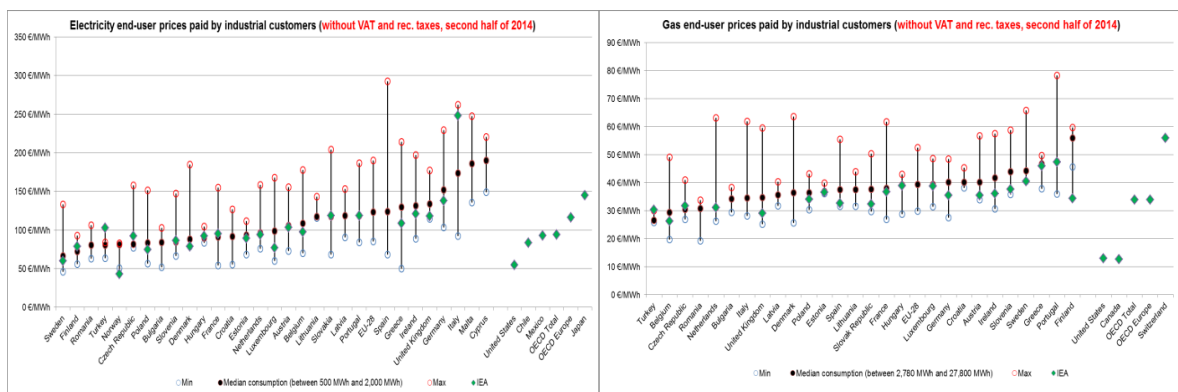 Electricity end-user prices paid by industrial customers (without VAT and rec. taxes, second half of 2014)
350 €/MWh
300 €/MWh
250 €/MWh
200 €/MWh
150 €/MWh
100 €/MWh
50 €/MWh
0 €/MWh
Sweden
Finland
Romania
Turkey
Norway
Czech Republic
Poland
Bulgaria
Slovenia
Denmark
Hungary
France
Croatia
Estonia
Netherlands
Luxembourg
Austria
Belgium
Lithuania
Slovakia
Latvia
Portugal
EU-28
Spain
Greece
Ireland
United Kingdom
Germany
Italy
Malta
Cyprus
United States
Chile
Mexico
OECD Total
OECD Europe
Japan
Min
Median consumption (between 500 MWh and 2,000 MWh)
Max
IEA
Gas end-user prices paid by industrial customers (without VAT and rec. taxes, second half of 2014)
90 €/MWh
80 €/MWh
70 €/MWh
60 €/MWh
50 €/MWh
40 €/MWh
30 €/MWh
20 €/MWh
10 €/MWh
0 €/MWh
Turkey
Belgium
Czech Republic
Romania
Netherlands
Bulgaria
Italy
United Kingdom
Latvia
Denmark
Poland
Estonia
Spain
Lithuania
Slovak Republic
France
Hungary
EU-28
Luxembourg
Germany
Croatia
Austria
Ireland
Slovenia
Sweden
Greece
Portugal
Finland
United States
Canada
OECD Total
OECD Europe
Switzerland
Min
Median consumption (between 2,780 MWh and 27,800 MWh)
Max
IEA